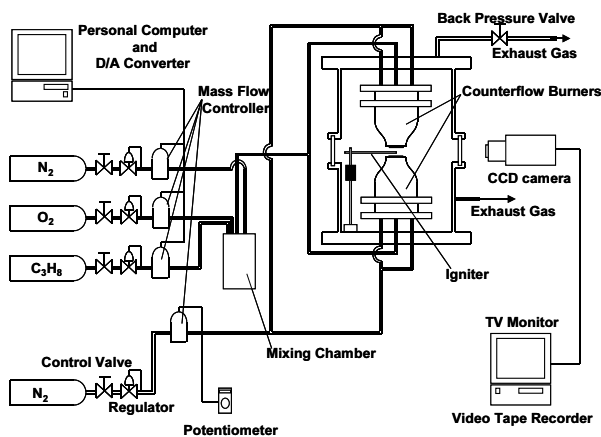 Personal Computer
and
D/A Converter
Back Pressure Valve
Exhaust Gas
Mass Flow
Controller
Counterflow Burners
N2
CCD camera
O2
Exhaust Gas
C3H8
Igniter
TV Monitor
Mixing Chamber
Control Valve
N2
Regulator
Video Tape Recorder
Potentiometer